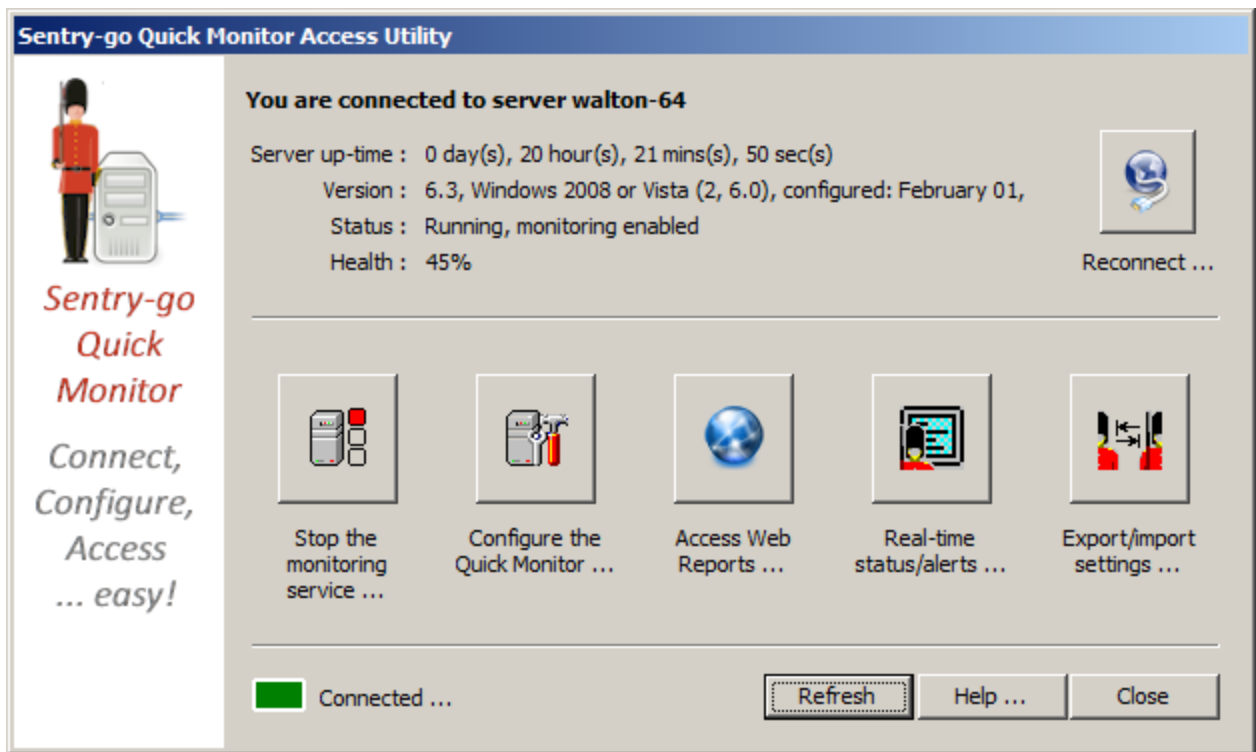 Sentry-go Quick Monitor Access Utility
Sentry-go
Quick
Monitor
Connect,
Configure,
Access
... easy!
You are connected to server walton-64
Server up-time : 0 day(s), 20 hour(s), 21 mins(s), 50 sec(s)
Version : 6.3, Windows 2008 or Vista (2, 6.0), configured: February 01,
Status : Running, monitoring enabled
Health : 45%
Reconnect ...
Stop the
monitoring
service ...
Configure the
Quick Monitor ...
Access Web
Reports ...
Real-time
status/alerts ...
Export/import
settings ...
Connected ...
Refresh
Help ...
Close